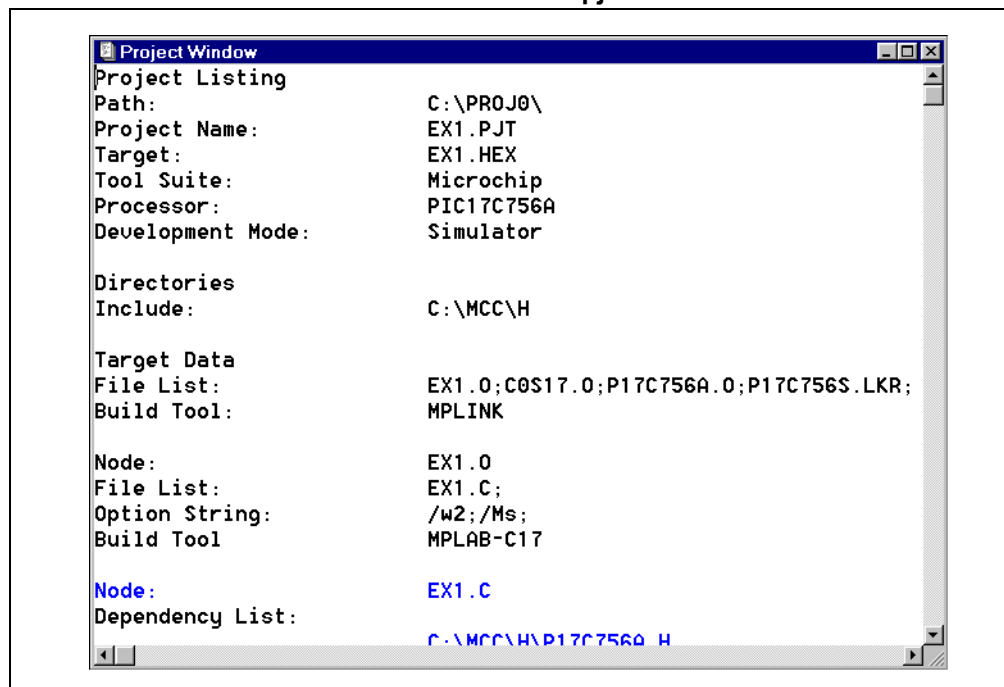 Project Window
Project Listing
Path: C:\PROJ0\
Project Name: EX1.PJT
Target: EX1.HEX
Tool Suite: Microchip
Processor: PIC17C756A
Development Mode: Simulator
Directories
Include: C:\MCC\H
Target Data
File List: EX1.O;C0S17.O;P17C756A.O;P17C756S.LKR;
Build Tool: MPLINK
Node: EX1.O
File List: EX1.C;
Option String: /w2;/Ms;
Build Tool MPLAB-C17
Node: EX1.C
Dependency List:
C:\MCC\H\P17C756A.H